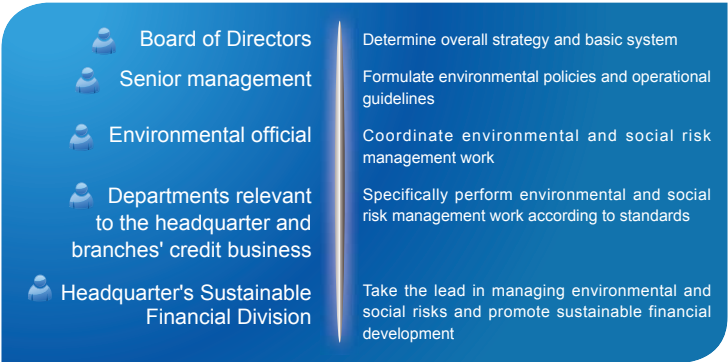 Board of Directors
Determine overall strategy and basic system
Senior management
Formulate environmental policies and operational
guidelines
Environmental official
Coordinate environmental and social risk
management work
Departments relevant
to the headquarter and
branches' credit business
Specifically perform environmental and social
risk management work according to standards
Headquarter's Sustainable
Financial Division
Take the lead in managing environmental and
social risks and promote sustainable financial
development